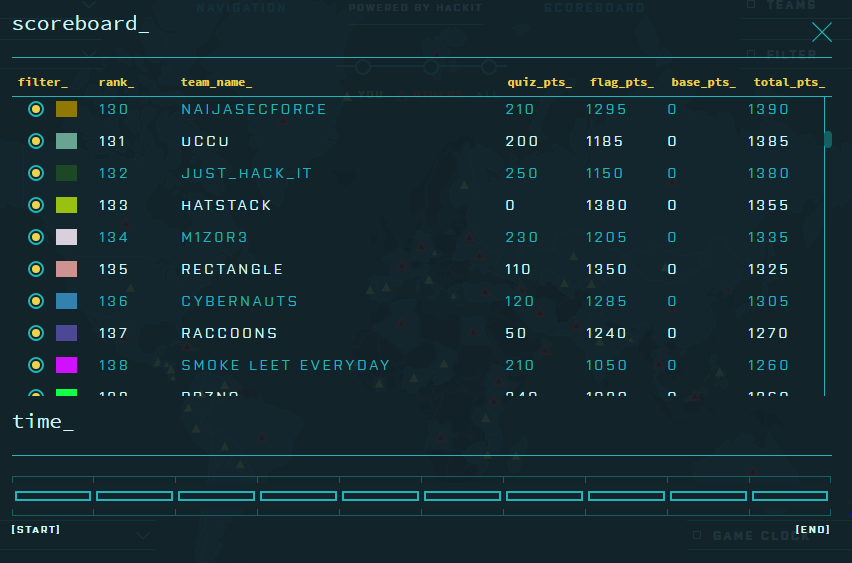 NAVIGATION POWERED BY HACKIT SCOREBOARD TEAMS
scoreboard_
FILTER
filter_ rank_ team_name_ quiz_pts_ flag_pts_ base_pts_ total_pts_
130 NAIJASECFORCE 210 1295 0 1390
131 UCCU 200 1185 0 1385
132 JUST_HACK_IT 250 1150 0 1380
133 HATSTACK 0 1380 0 1355
134 M1Z0R3 230 1205 0 1335
135 RECTANGLE 110 1350 0 1325
136 CYBERNAUTS 120 1285 0 1305
137 RACCOONS 50 1240 0 1270
138 SMOKE LEET EVERYDAY 210 1050 0 1260
time_
[START] [END]
GAME CLOCK